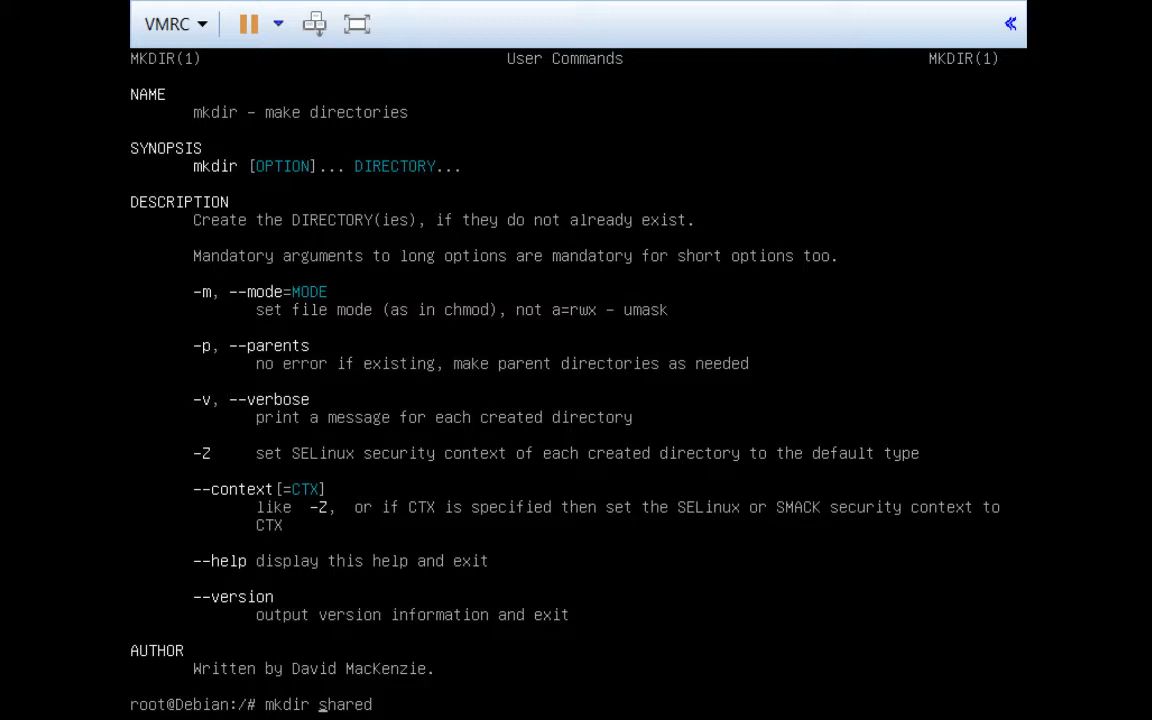 VMRC
MKDIR(1) User Commands MKDIR(1)
NAME
mkdir – make directories
SYNOPSIS
mkdir [OPTION]... DIRECTORY...
DESCRIPTION
Create the DIRECTORY(ies), if they do not already exist.
Mandatory arguments to long options are mandatory for short options too.
–m, ––mode=MODE
set file mode (as in chmod), not a=rwx – umask
–p, ––parents
no error if existing, make parent directories as needed
–v, ––verbose
print a message for each created directory
–Z set SELinux security context of each created directory to the default type
––context[=CTX]
like –Z, or if CTX is specified then set the SELinux or SMACK security context to
CTX
––help display this help and exit
––version
output version information and exit
AUTHOR
Written by David MacKenzie.
root@Debian:/# mkdir shared